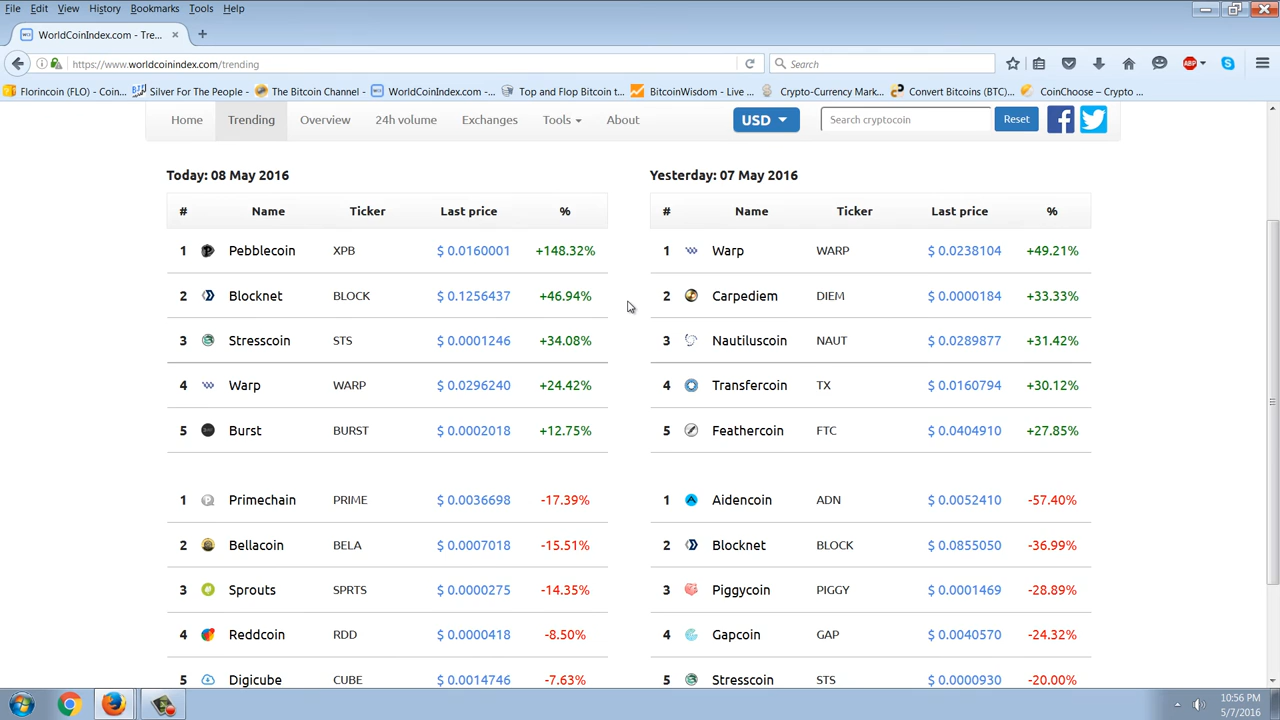 File Edit View History Bookmarks Tools Help
WorldCoinIndex.com - Tre...
https://www.worldcoinindex.com/trending Search
Florincoin (FLO) - Coin... Silver For The People - ... The Bitcoin Channel - ... WorldCoinIndex.com -... Top and Flop Bitcoin t... BitcoinWisdom - Live ... Crypto-Currency Mark... Convert Bitcoins (BTC)... CoinChoose – Crypto ...
Home Trending Overview 24h volume Exchanges Tools About USD Search cryptocoin Reset
Today: 08 May 2016
# Name Ticker Last price %
1 Pebblecoin XPB $ 0.0160001 +148.32%
2 Blocknet BLOCK $ 0.1256437 +46.94%
3 Stresscoin STS $ 0.0001246 +34.08%
4 Warp WARP $ 0.0296240 +24.42%
5 Burst BURST $ 0.0002018 +12.75%
1 Primechain PRIME $ 0.0036698 -17.39%
2 Bellacoin BELA $ 0.0007018 -15.51%
3 Sprouts SPRTS $ 0.0000275 -14.35%
4 Reddcoin RDD $ 0.0000418 -8.50%
5 Digicube CUBE $ 0.0014746 -7.63%
Yesterday: 07 May 2016
# Name Ticker Last price %
1 Warp WARP $ 0.0238104 +49.21%
2 Carpediem DIEM $ 0.0000184 +33.33%
3 Nautiluscoin NAUT $ 0.0289877 +31.42%
4 Transfercoin TX $ 0.0160794 +30.12%
5 Feathercoin FTC $ 0.0404910 +27.85%
1 Aidencoin ADN $ 0.0052410 -57.40%
2 Blocknet BLOCK $ 0.0855050 -36.99%
3 Piggycoin PIGGY $ 0.0001469 -28.89%
4 Gapcoin GAP $ 0.0040570 -24.32%
5 Stresscoin STS $ 0.0000930 -20.00%
10:56 PM
5/7/2016